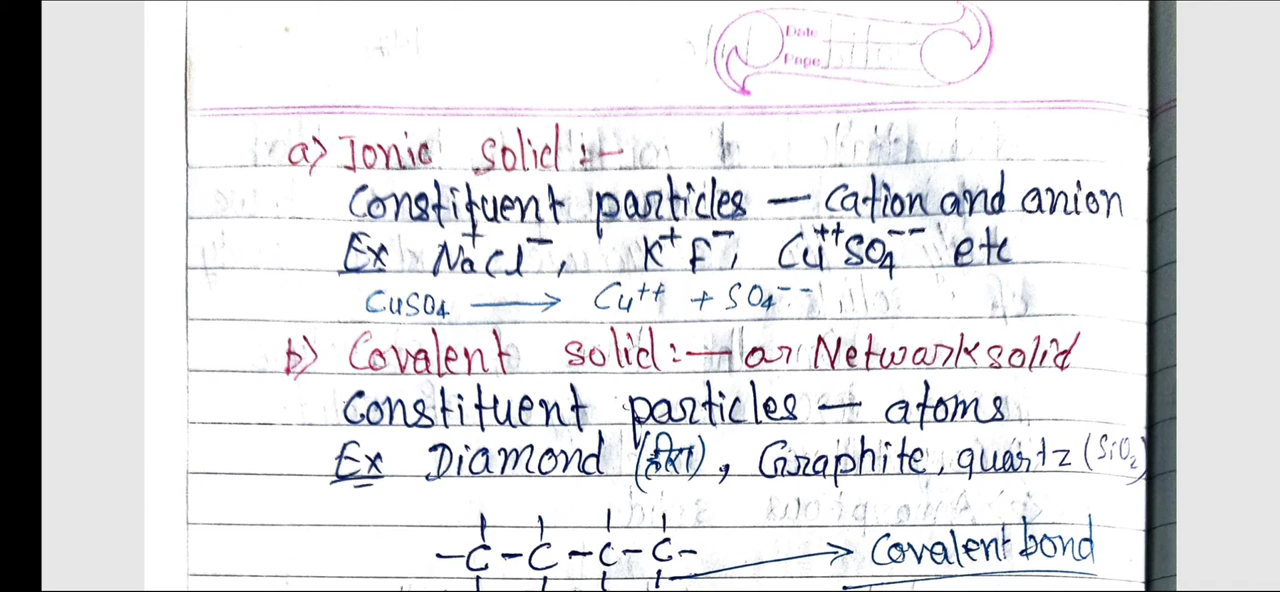 Date
Page
a) Ionic solid :-
Constituent particles — cation and anion
Ex Na⁺Cl⁻, K⁺F⁻, Cu⁺⁺SO₄⁻⁻ etc
CuSO₄ ⟶ Cu⁺⁺ + SO₄⁻⁻
b) Covalent solid :— or Network solid
Constituent particles — atoms
Ex Diamond (हीरा), Graphite, quartz (SiO₂)
–C–C–C–C– → Covalent bond